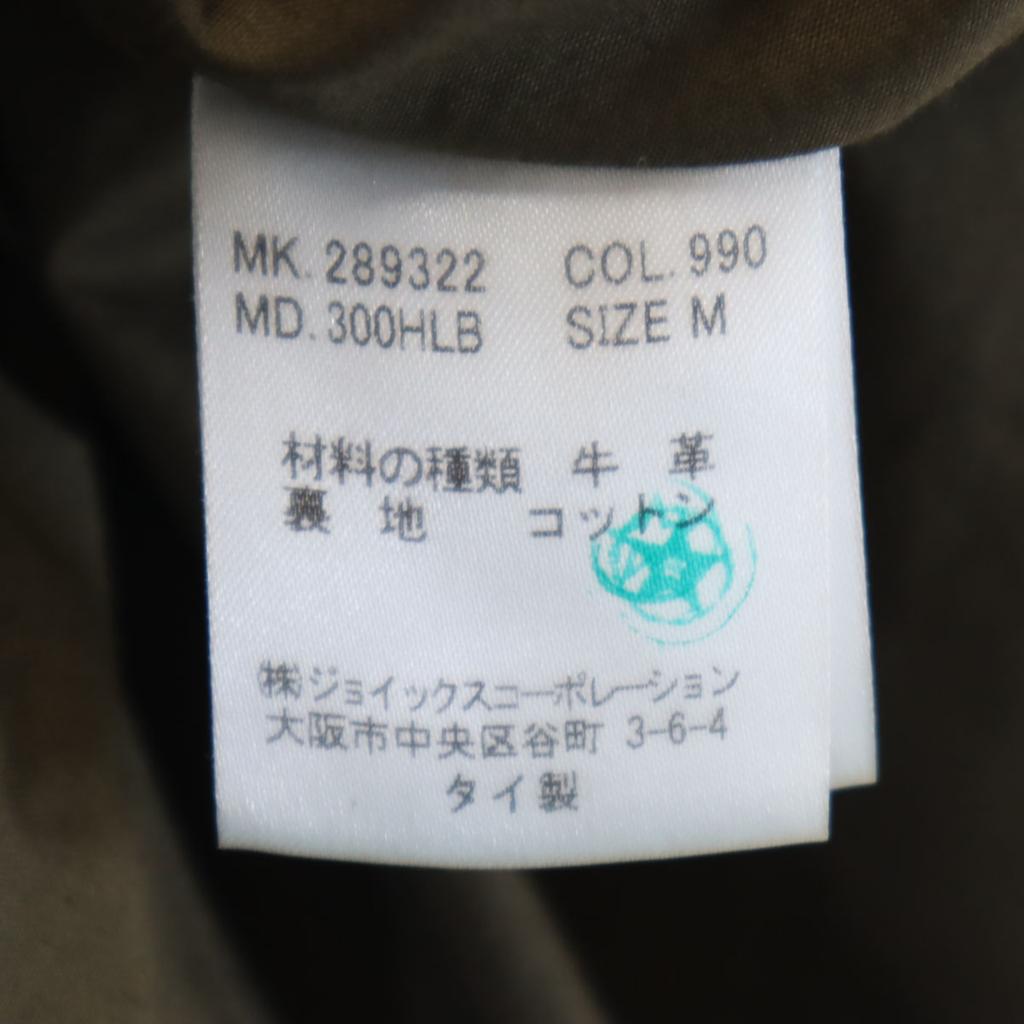 MK. 289322 COL. 990
MD. 300HLB SIZE M
材料の種類 牛 革
裏 地 コットン
㈱ジョイックスコーポレーション
大阪市中央区谷町 3-6-4
タイ製